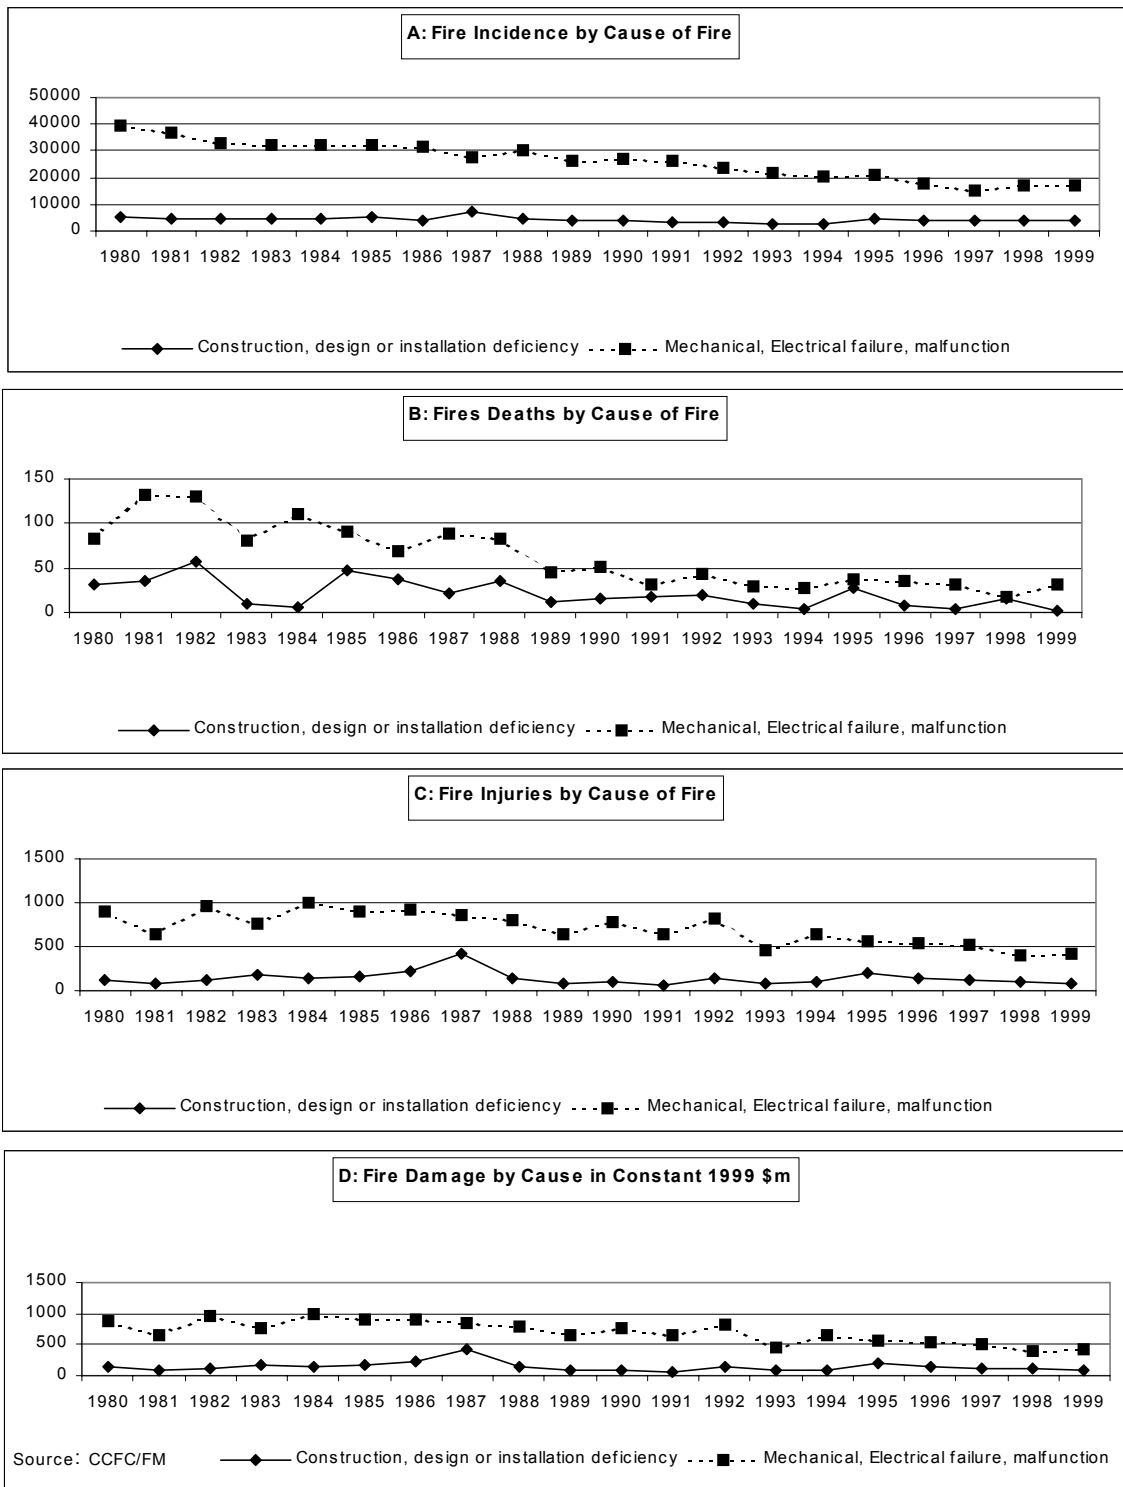 A: Fire Incidence by Cause of Fire
50000
40000
30000
20000
10000
0
1980 1981 1982 1983 1984 1985 1986 1987 1988 1989 1990 1991 1992 1993 1994 1995 1996 1997 1998 1999
Construction, design or installation deficiency Mechanical, Electrical failure, malfunction
B: Fires Deaths by Cause of Fire
150
100
50
0
1980 1981 1982 1983 1984 1985 1986 1987 1988 1989 1990 1991 1992 1993 1994 1995 1996 1997 1998 1999
Construction, design or installation deficiency Mechanical, Electrical failure, malfunction
C: Fire Injuries by Cause of Fire
1500
1000
500
0
1980 1981 1982 1983 1984 1985 1986 1987 1988 1989 1990 1991 1992 1993 1994 1995 1996 1997 1998 1999
Construction, design or installation deficiency Mechanical, Electrical failure, malfunction
D: Fire Damage by Cause in Constant 1999 $m
1500
1000
500
0
1980 1981 1982 1983 1984 1985 1986 1987 1988 1989 1990 1991 1992 1993 1994 1995 1996 1997 1998 1999
Source: CCFC/FM Construction, design or installation deficiency Mechanical, Electrical failure, malfunction